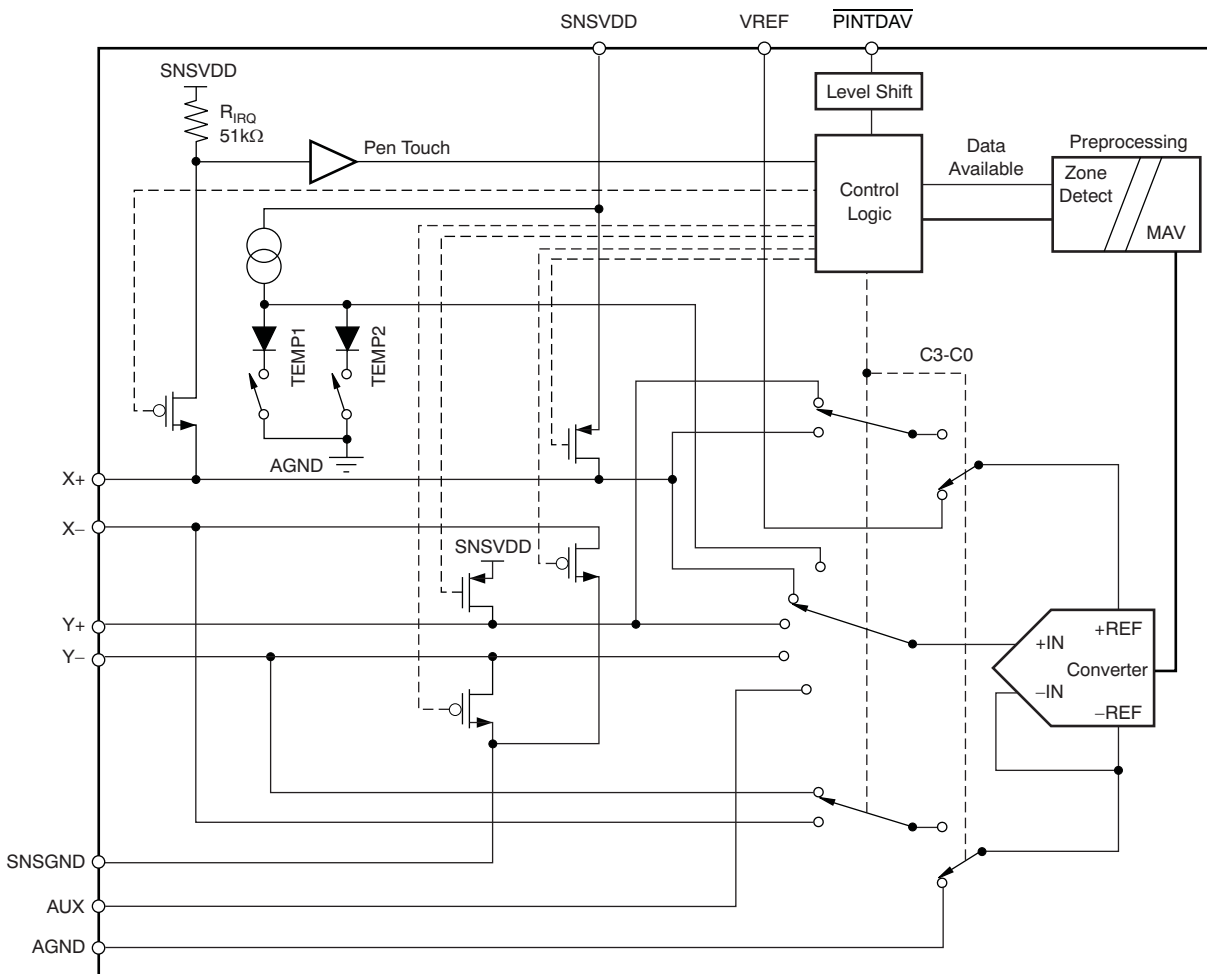 SNSVDD
VREF
PINTDAV
SNSVDD
RIRQ
51kΩ
Level Shift
Pen Touch
Control
Logic
Data
Available
Preprocessing
Zone
Detect
MAV
TEMP1
TEMP2
C3-C0
AGND
X+
X–
SNSVDD
Y+
Y–
+IN
+REF
Converter
–IN
–REF
SNSGND
AUX
AGND